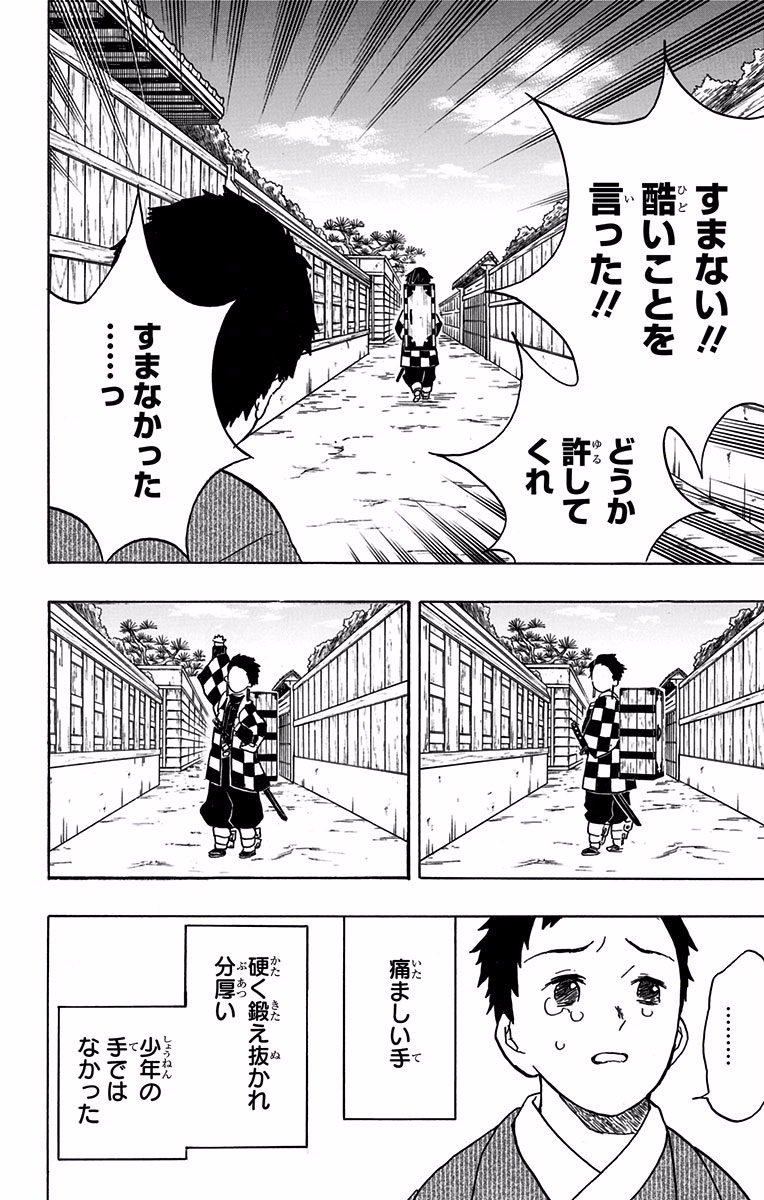 すまない!!
酷いことを
言った!!
どうか
許して
くれ
すまなかった
……っ
……
痛ましい手
硬く鍛え抜かれ
分厚い
少年の
手では
なかった